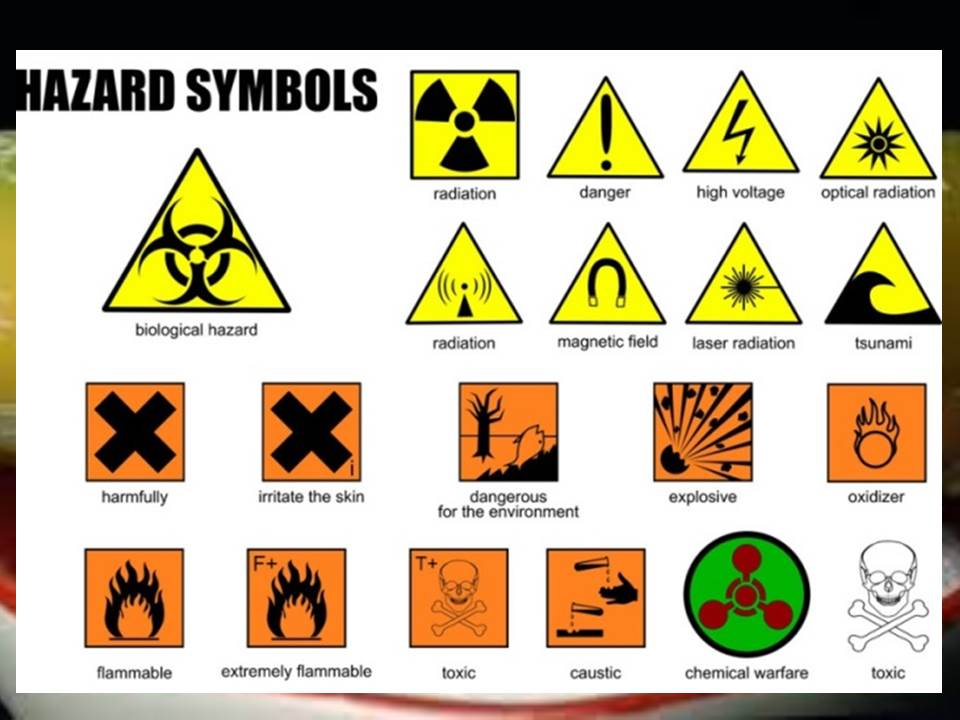 HAZARD SYMBOLS
radiation
danger
high voltage
optical radiation
biological hazard
radiation
magnetic field
laser radiation
tsunami
i
harmfully
irritate the skin
dangerous
for the environment
explosive
oxidizer
F+
T+
flammable
extremely flammable
toxic
caustic
chemical warfare
toxic